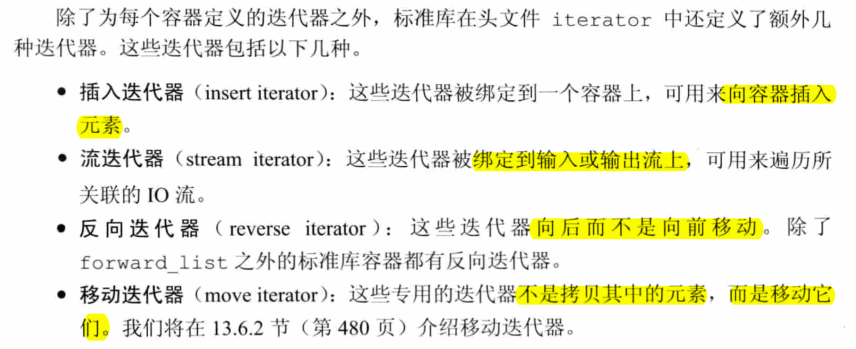 除了为每个容器定义的迭代器之外，标准库在头文件 iterator 中还定义了额外几
种迭代器。这些迭代器包括以下几种。
• 插入迭代器（insert iterator）：这些迭代器被绑定到一个容器上，可用来向容器插入
元素。
• 流迭代器（stream iterator）：这些迭代器被绑定到输入或输出流上，可用来遍历所
关联的 IO 流。
• 反向迭代器（reverse iterator）：这些迭代器向后而不是向前移动。除了
forward_list 之外的标准库容器都有反向迭代器。
• 移动迭代器（move iterator）：这些专用的迭代器不是拷贝其中的元素，而是移动它
们。我们将在 13.6.2 节（第 480 页）介绍移动迭代器。